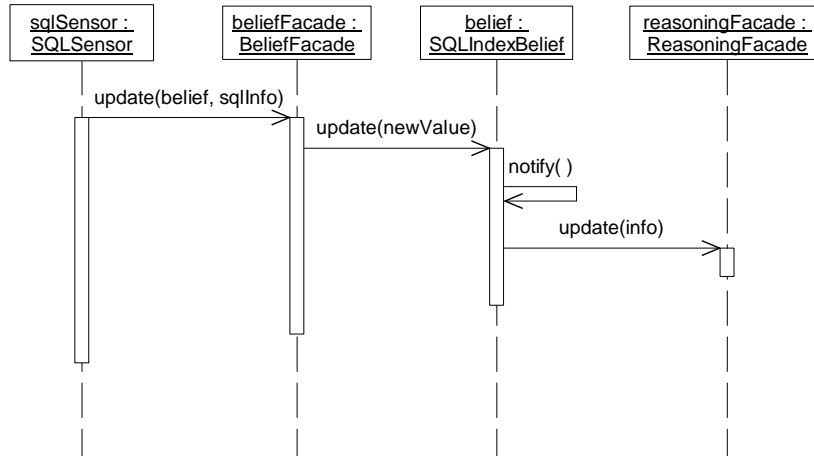 sqlSensor :
SQLSensor
beliefFacade :
BeliefFacade
belief :
SQLIndexBelief
reasoningFacade :
ReasoningFacade
update(belief, sqlInfo)
update(newValue)
notify( )
update(info)